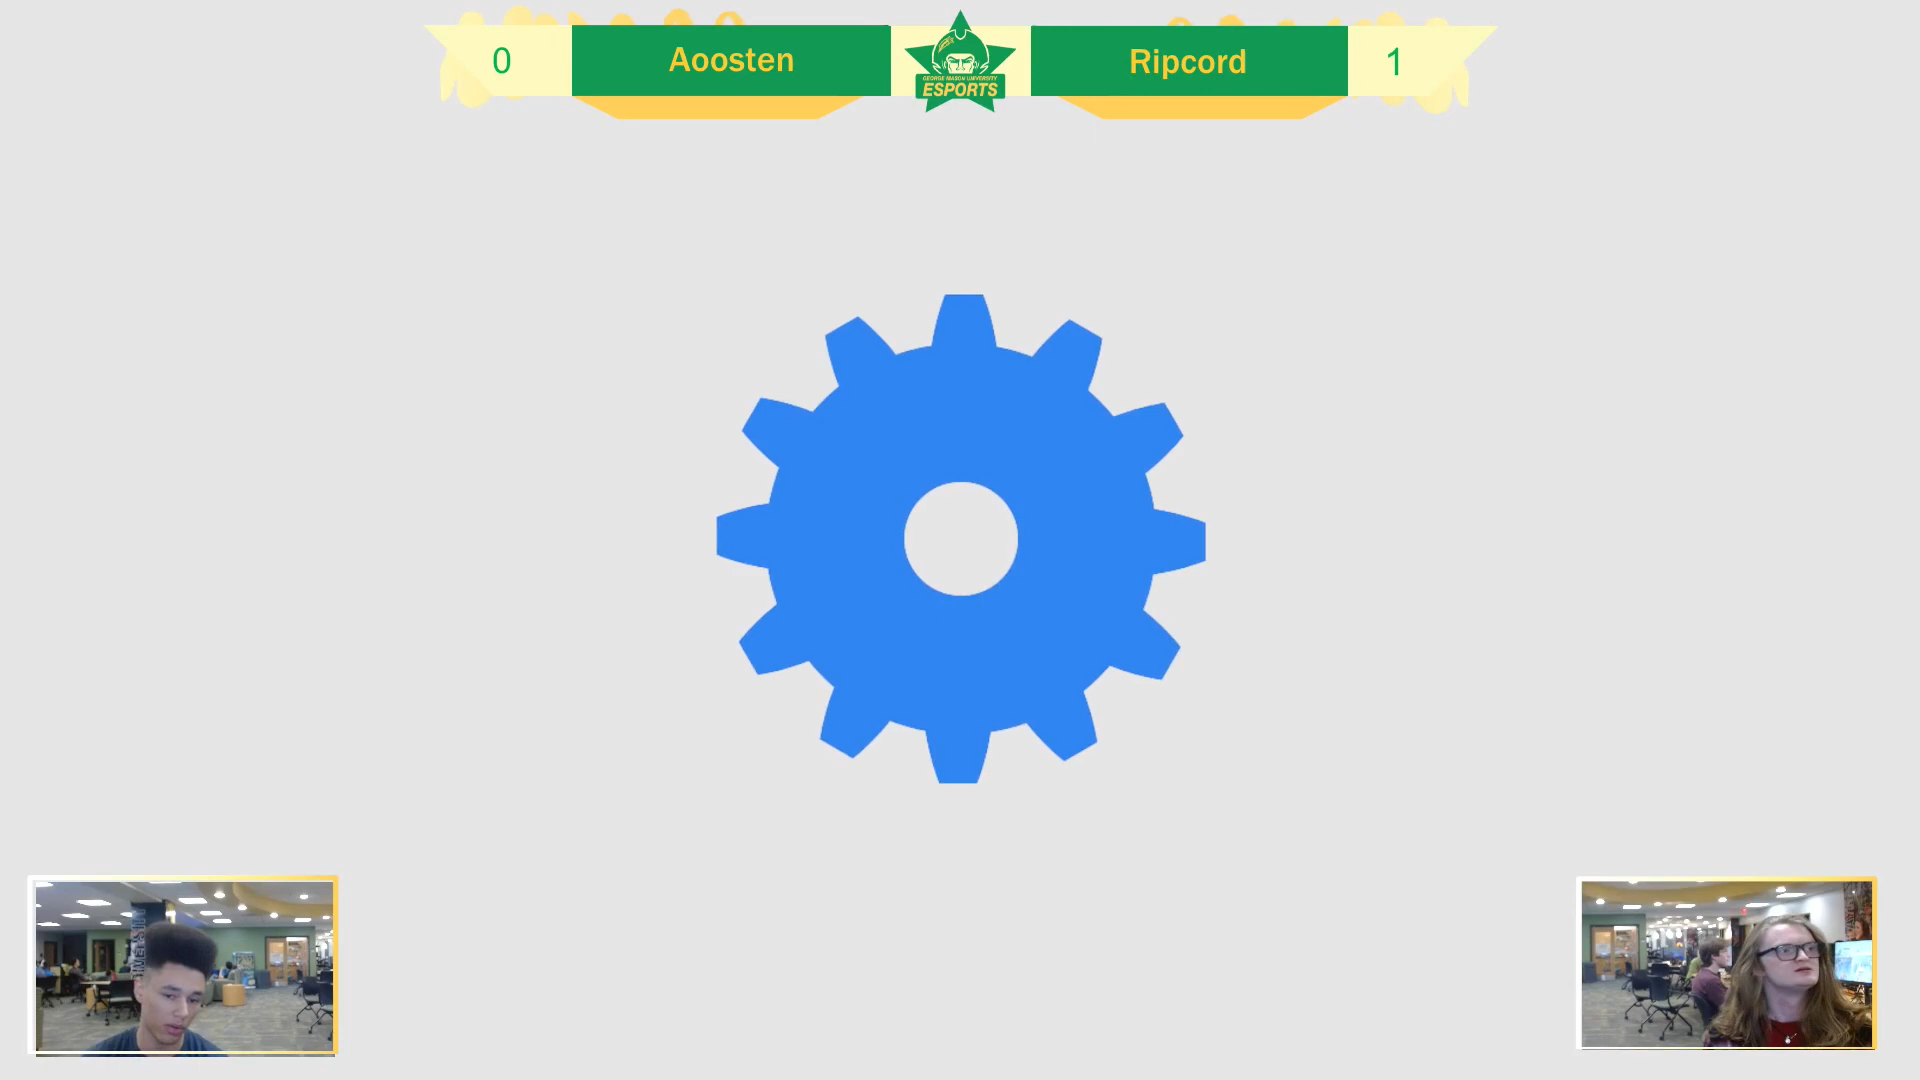 0
Aoosten
GEORGE MASON UNIVERSITY
ESPORTS
Ripcord
1